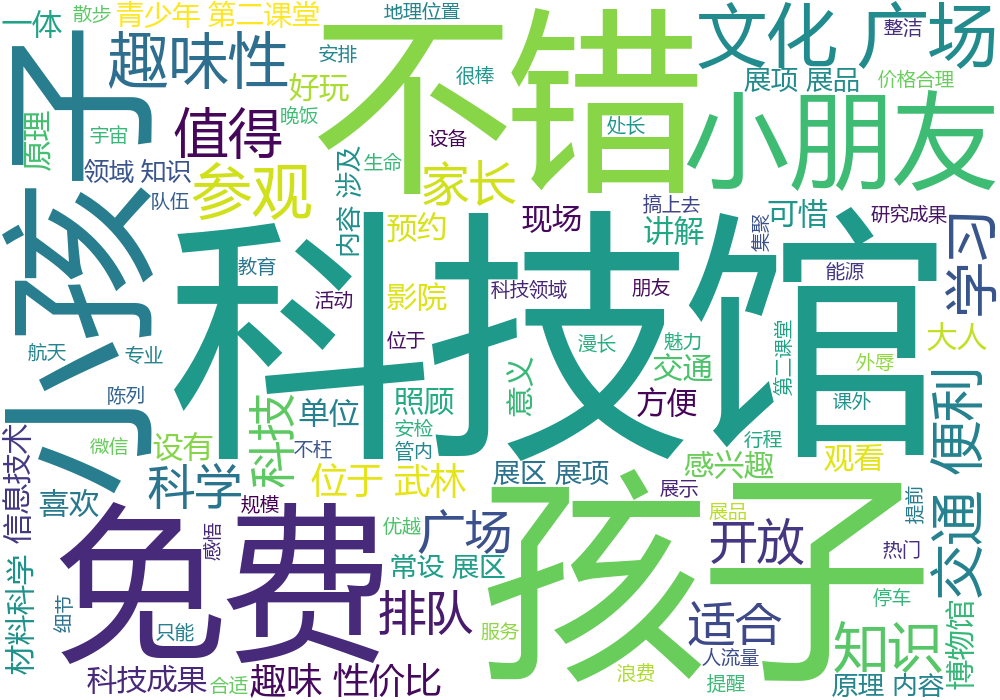 一体
散步
青少年 第二课堂
地理位置
不错
文化 广场
整洁
小孩子
趣味性
安排
很棒
好玩
展项 展品
价格合理
原理
宇宙
值得
晚饭
设备
处长
小朋友
领域 知识
队伍
参观
内容 涉及
生命
家长
预约
现场
搞上去
讲解
集聚
可惜
研究成果
学习
科技馆
教育
活动
影院
科技领域
朋友
能源
航天
专业
位于
漫长
魅力
交通
第二课堂
大人
外辱
陈列
科技
单位
照顾
意义
方便
课外
便利
信息技术
微信
设有
不枉
安检
管内
行程
喜欢
科学
位于 武林
展区 展项
感兴趣
观看
免费
规模
感悟
优越
广场
孩子
展示
展品
开放
提前
交通
热门
材料科学
常设 展区
细节
只能
排队
服务
适合
停车
知识
博物馆
人流量
科技成果
合适
趣味 性价比
浪费
提醒
原理 内容